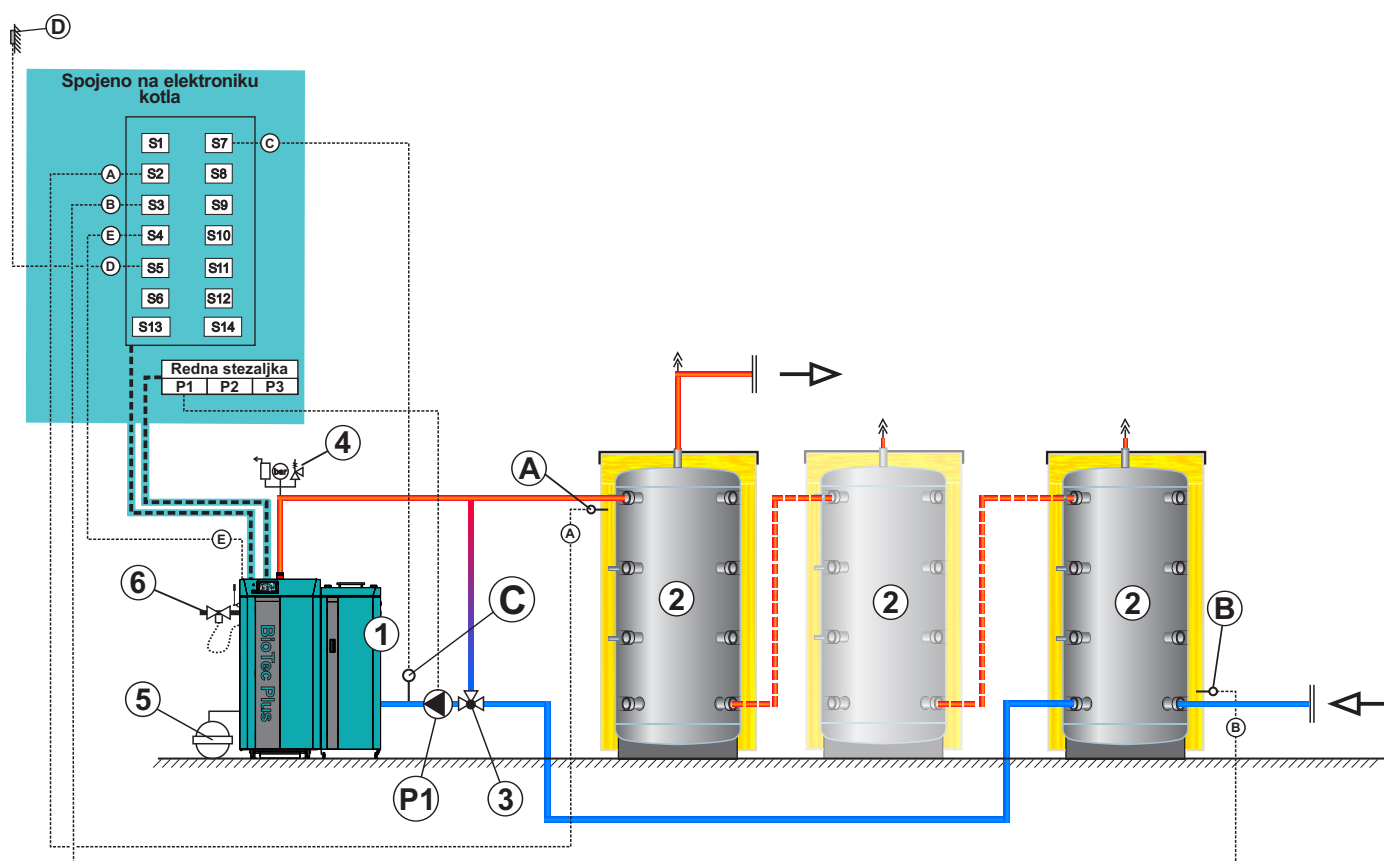 D
Spojeno na elektroniku
kotla
S1 S7 C
A S2 S8
B S3 S9
E S4 S10
D S5 S11
S6 S12
S13 S14
Redna stezaljka
P1 P2 P3
bar 4
A
A
E
6
BioTec Plus
1
C
2
2
2
B
5
B
P1
3